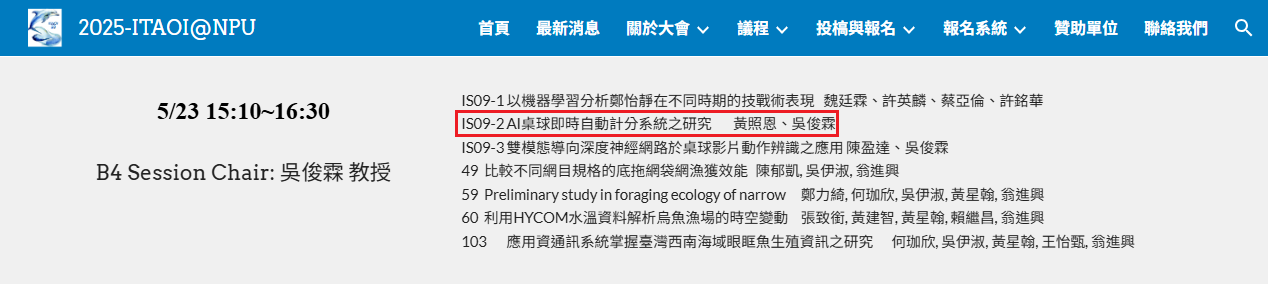 2025-ITAOI@NPU 首頁 最新消息 關於大會 議程 投稿與報名 報名系統 贊助單位 聯絡我們
5/23 15:10~16:30
B4 Session Chair: 吳俊霖 教授
IS09-1 以機器學習分析鄭怡靜在不同時期的技戰術表現 魏廷霖、許英麟、蔡亞倫、許銘華
IS09-2 AI桌球即時自動計分系統之研究 黃照恩、吳俊霖
IS09-3 雙模態導向深度神經網路於桌球影片動作辨識之應用 陳盈達、吳俊霖
49 比較不同網目規格的底拖網袋網漁獲效能 陳郁凱, 吳伊淑, 翁進興
59 Preliminary study in foraging ecology of narrow 鄭力綺, 何珈欣, 吳伊淑, 黃星翰, 翁進興
60 利用HYCOM水溫資料解析烏魚漁場的時空變動 張致銜, 黃建智, 黃星翰, 賴繼昌, 翁進興
103 應用資通訊系統掌握臺灣西南海域眼眶魚生殖資訊之研究 何珈欣, 吳伊淑, 黃星翰, 王怡甄, 翁進興